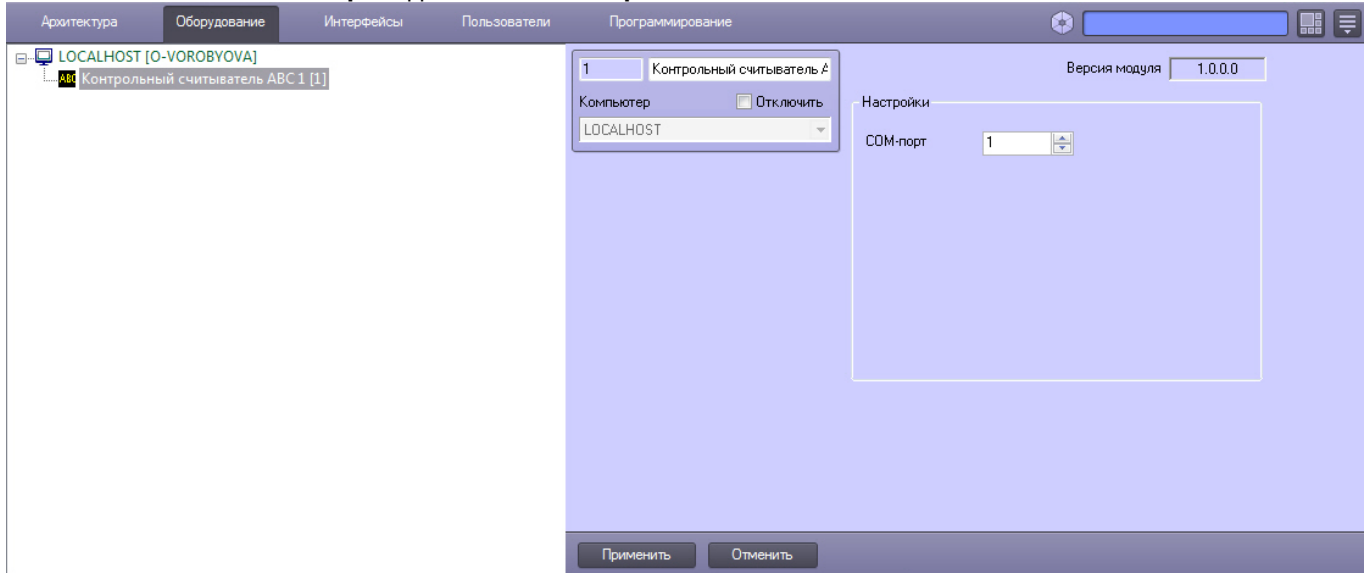 Архитектура Оборудование Интерфейсы Пользователи Программирование
LOCALHOST [O-VOROBYOVA]
ABC Контрольный считыватель ABC 1 [1]
1 Контрольный считыватель
Версия модуля 1.0.0.0
Компьютер Отключить
LOCALHOST
Настройки
COM-порт 1
Применить Отменить